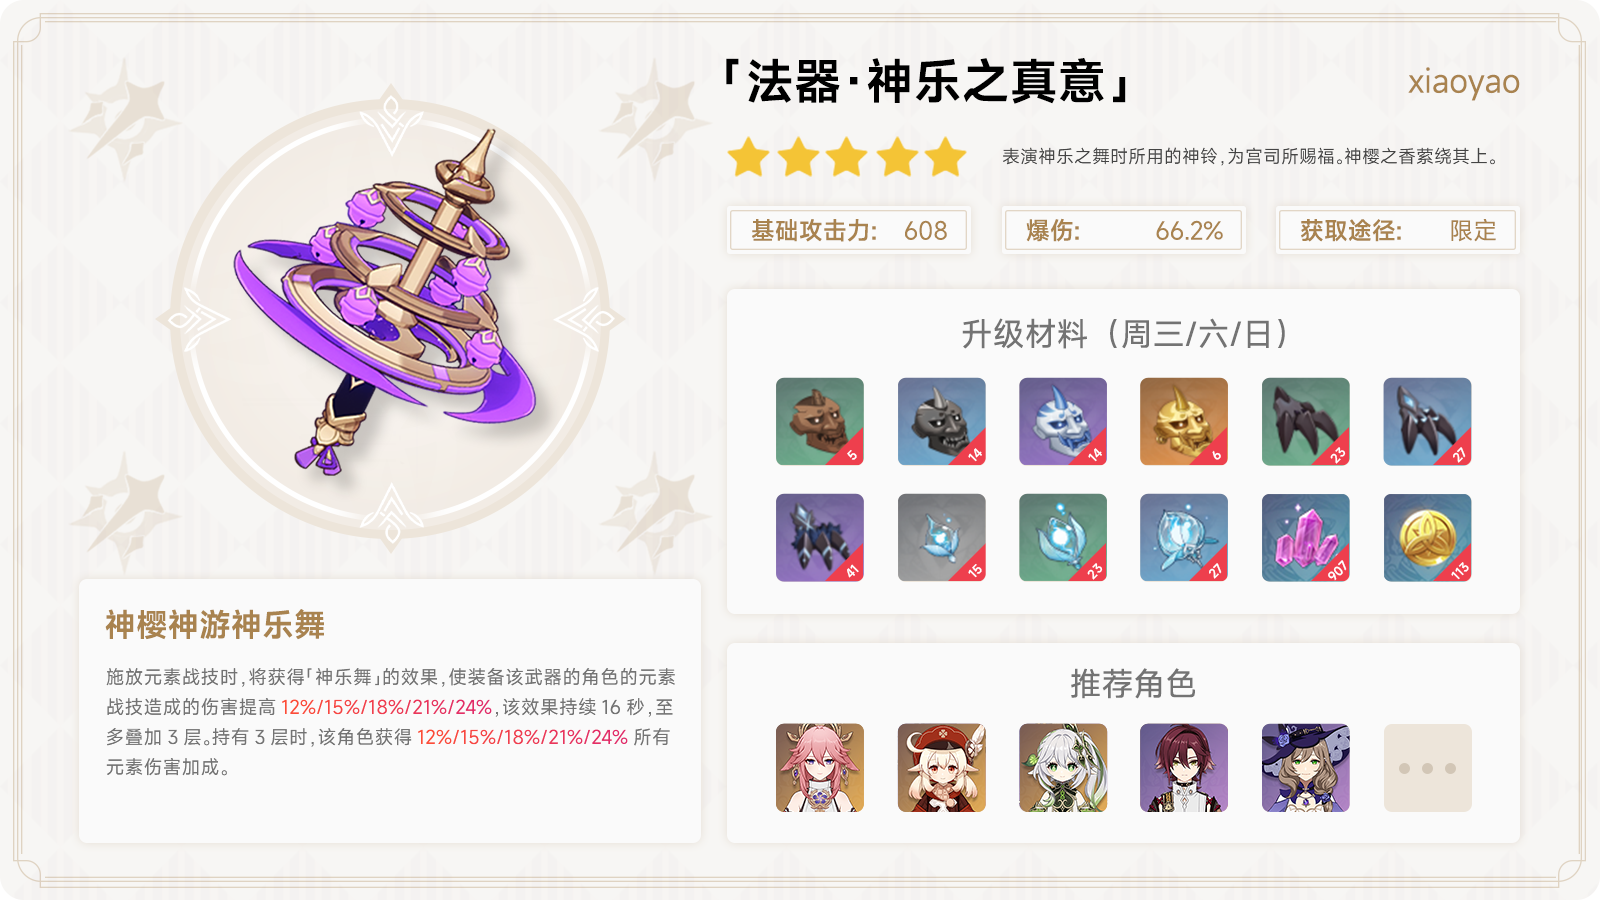 「法器·神乐之真意」
xiaoyao
表演神乐之舞时所用的神铃,为宫司所赐福。神樱之香萦绕其上。
基础攻击力: 608
爆伤: 66.2%
获取途径: 限定
升级材料（周三/六/日）
5 14 14 6 23 27
41 15 23 27 907 113
神樱神游神乐舞
施放元素战技时,将获得「神乐舞」的效果,使装备该武器的角色的元素
战技造成的伤害提高 12%/15%/18%/21%/24%,该效果持续 16 秒,至
多叠加 3 层。持有 3 层时,该角色获得 12%/15%/18%/21%/24% 所有
元素伤害加成。
推荐角色